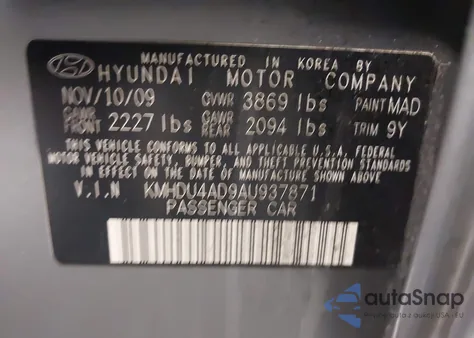 MANUFACTURED IN KOREA BY
HYUNDAI MOTOR COMPANY
NOV/10/09 GVWR 3869 lbs PAINT MAD
GAWR FRONT 2227 lbs GAWR REAR 2094 lbs TRIM 9Y
THIS VEHICLE CONFORMS TO ALL APPLICABLE U.S.A. FEDERAL
MOTOR VEHICLE SAFETY, BUMPER, AND THEFT PREVENTION STANDARDS
IN EFFECT ON THE DATE OF MANUFACTURE SHOWN ABOVE.
V.I.N KMHDU4AD9AU937871
PASSENGER CAR
autaSnap